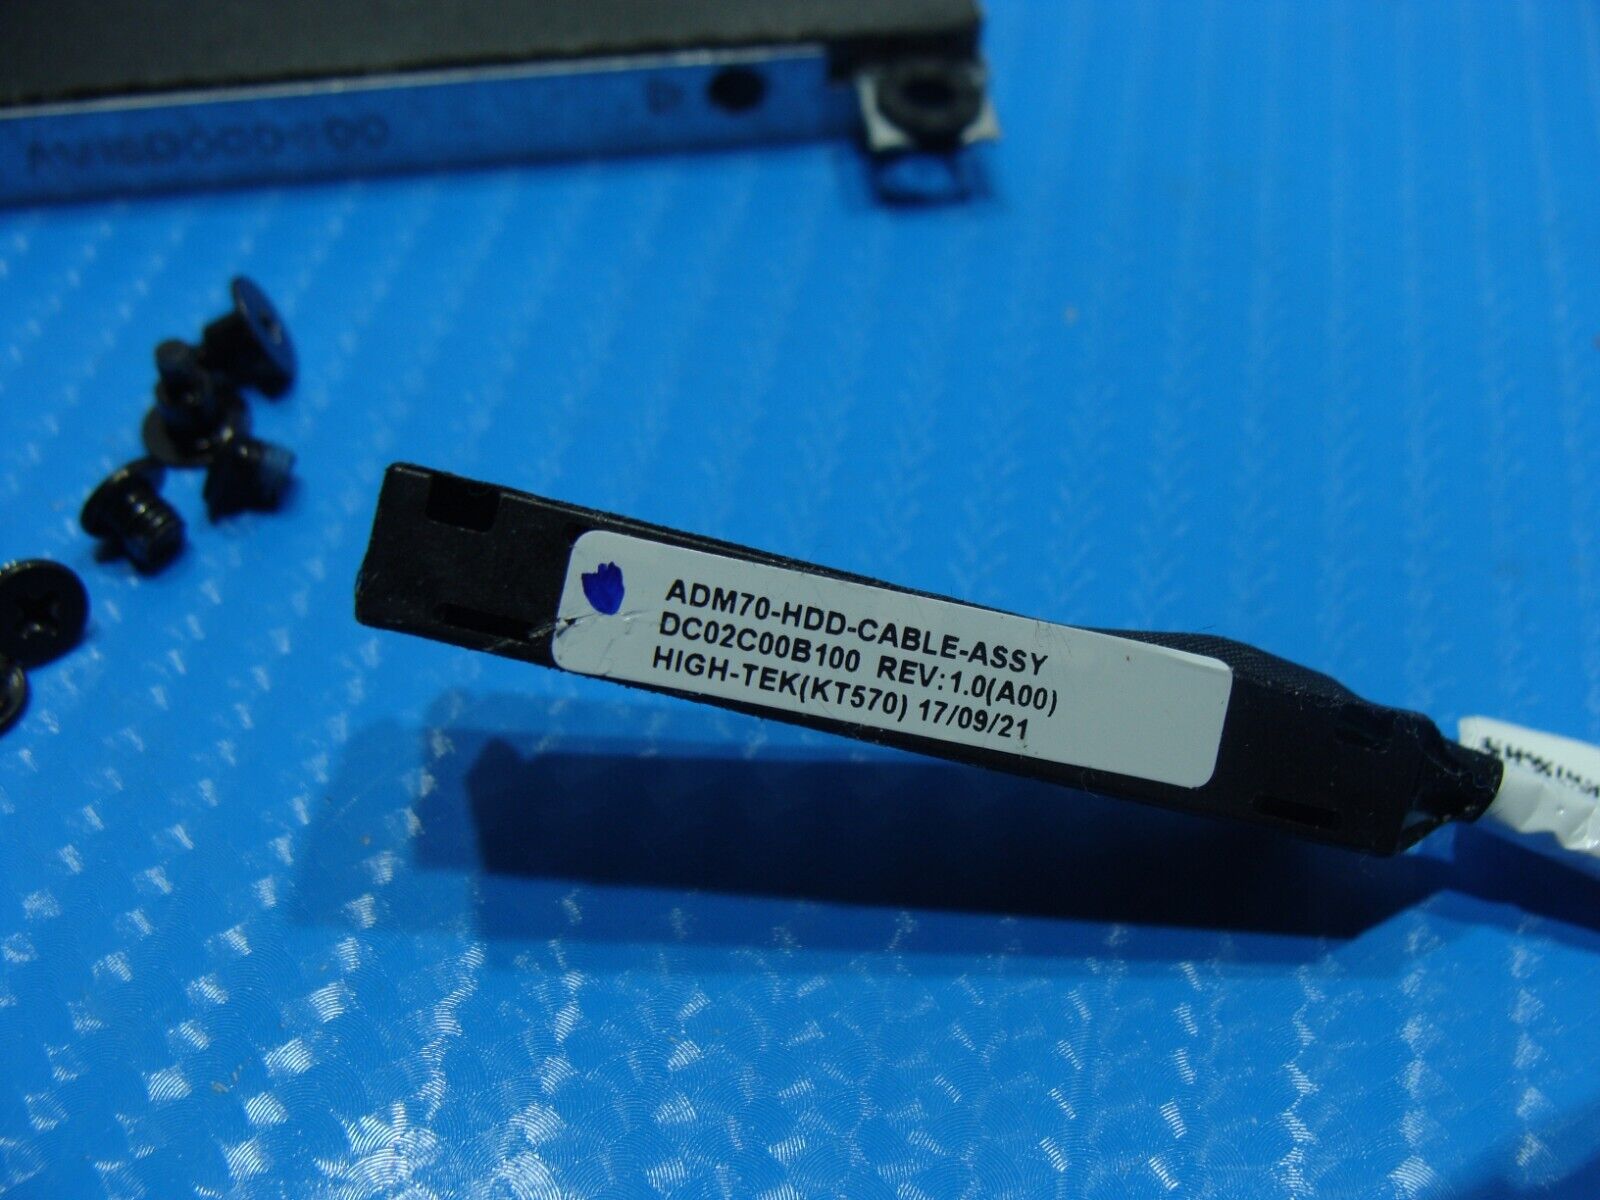 ADM70-HDD-CABLE-ASSY
DC02C00B100 REV:1.0(A00)
HIGH-TEK(KT570) 17/09/21